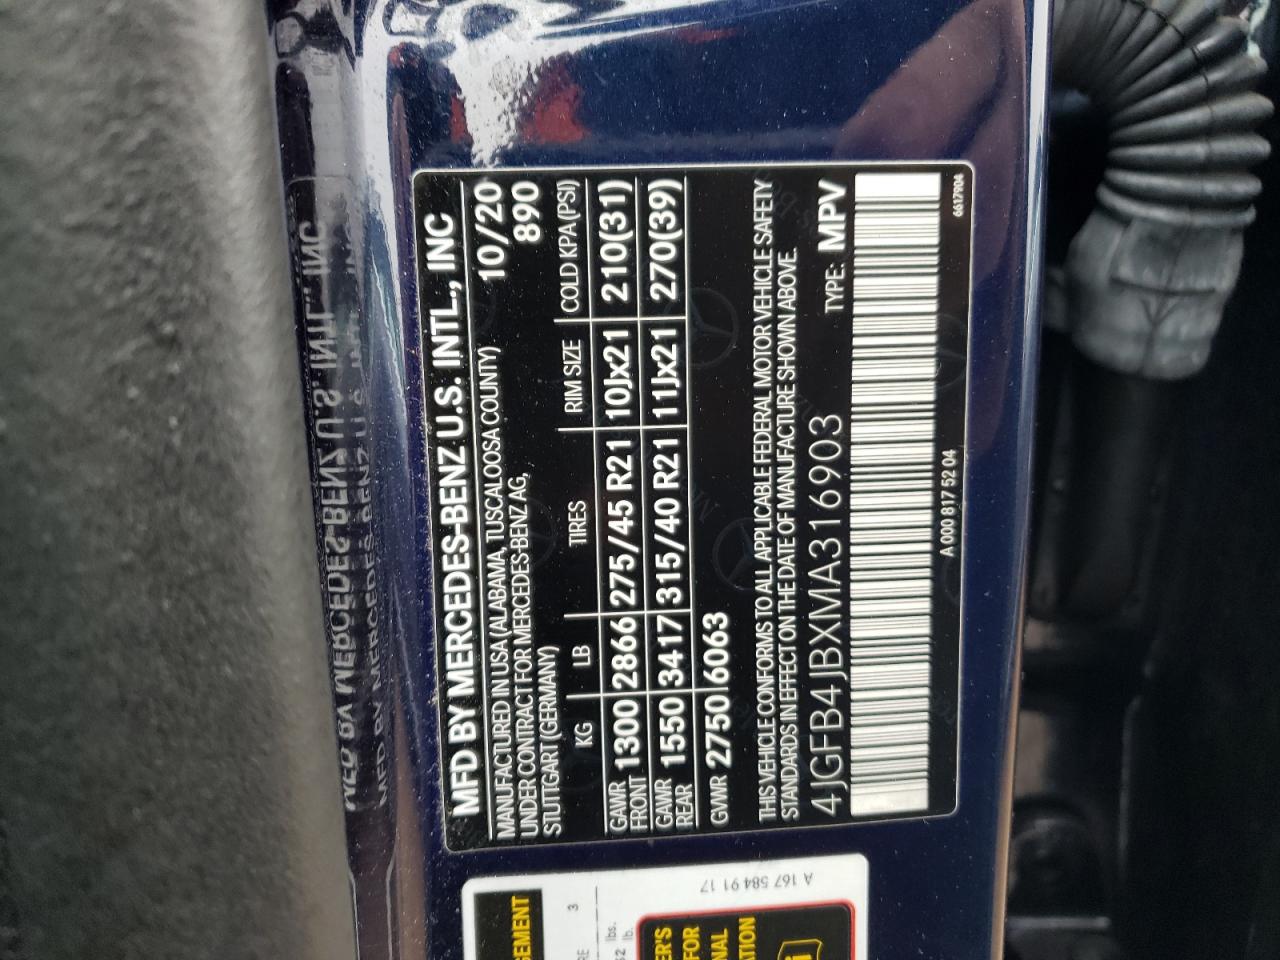 MFD BY MERCEDES-BENZ U.S. INTL., INC
MANUFACTURED IN USA (ALABAMA, TUSCALOOSA COUNTY) 10/20
UNDER CONTRACT FOR MERCEDES-BENZ AG, 890
STUTTGART (GERMANY)
KG LB TIRES RIM SIZE COLD KPA (PSI)
GAWR FRONT 1300 2866 275/45 R21 10Jx21 210(31)
GAWR REAR 1550 3417 315/40 R21 11Jx21 270(39)
GVWR 2750 6063
THIS VEHICLE CONFORMS TO ALL APPLICABLE FEDERAL MOTOR VEHICLE SAFETY
STANDARDS IN EFFECT ON THE DATE OF MANUFACTURE SHOWN ABOVE.
4JGFB4JBXMA316903 TYPE: MPV
A 000 817 52 04
6617904
A 167 584 91 17
3
lbs.
lb.